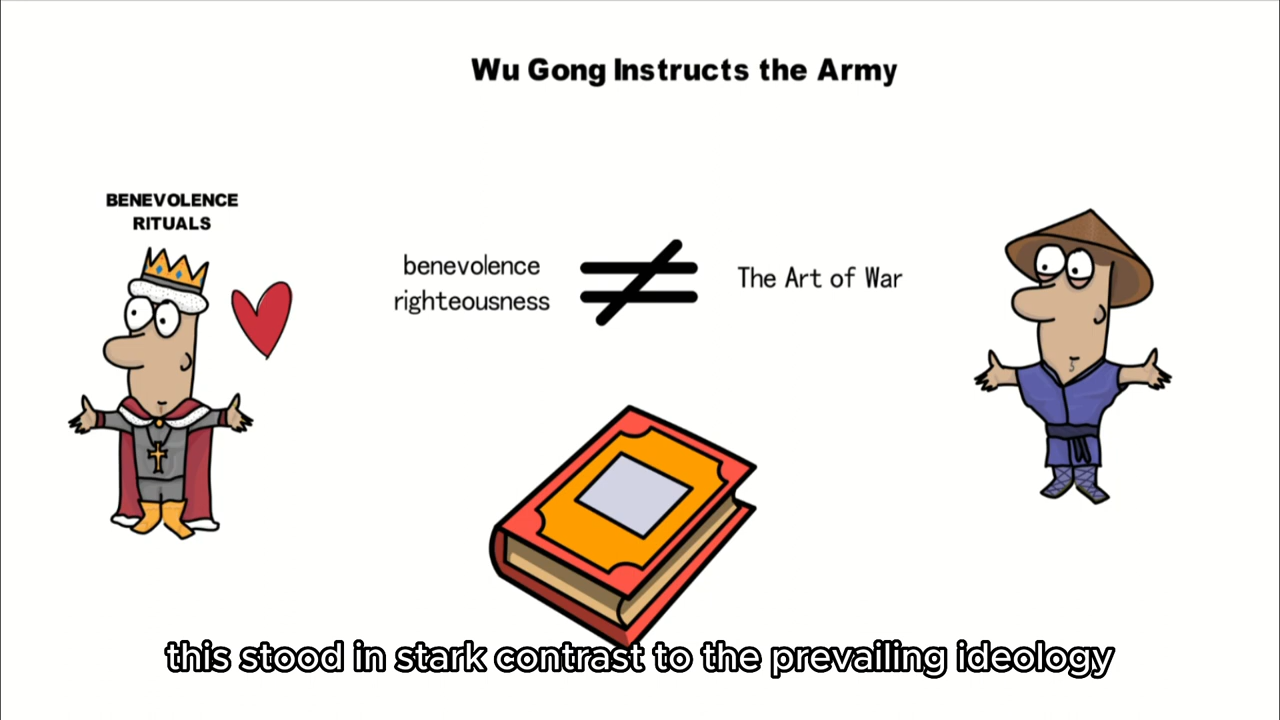 Wu Gong Instructs the Army
BENEVOLENCE
RITUALS
benevolence
righteousness
The Art of War
this stood in stark contrast to the prevailing ideology